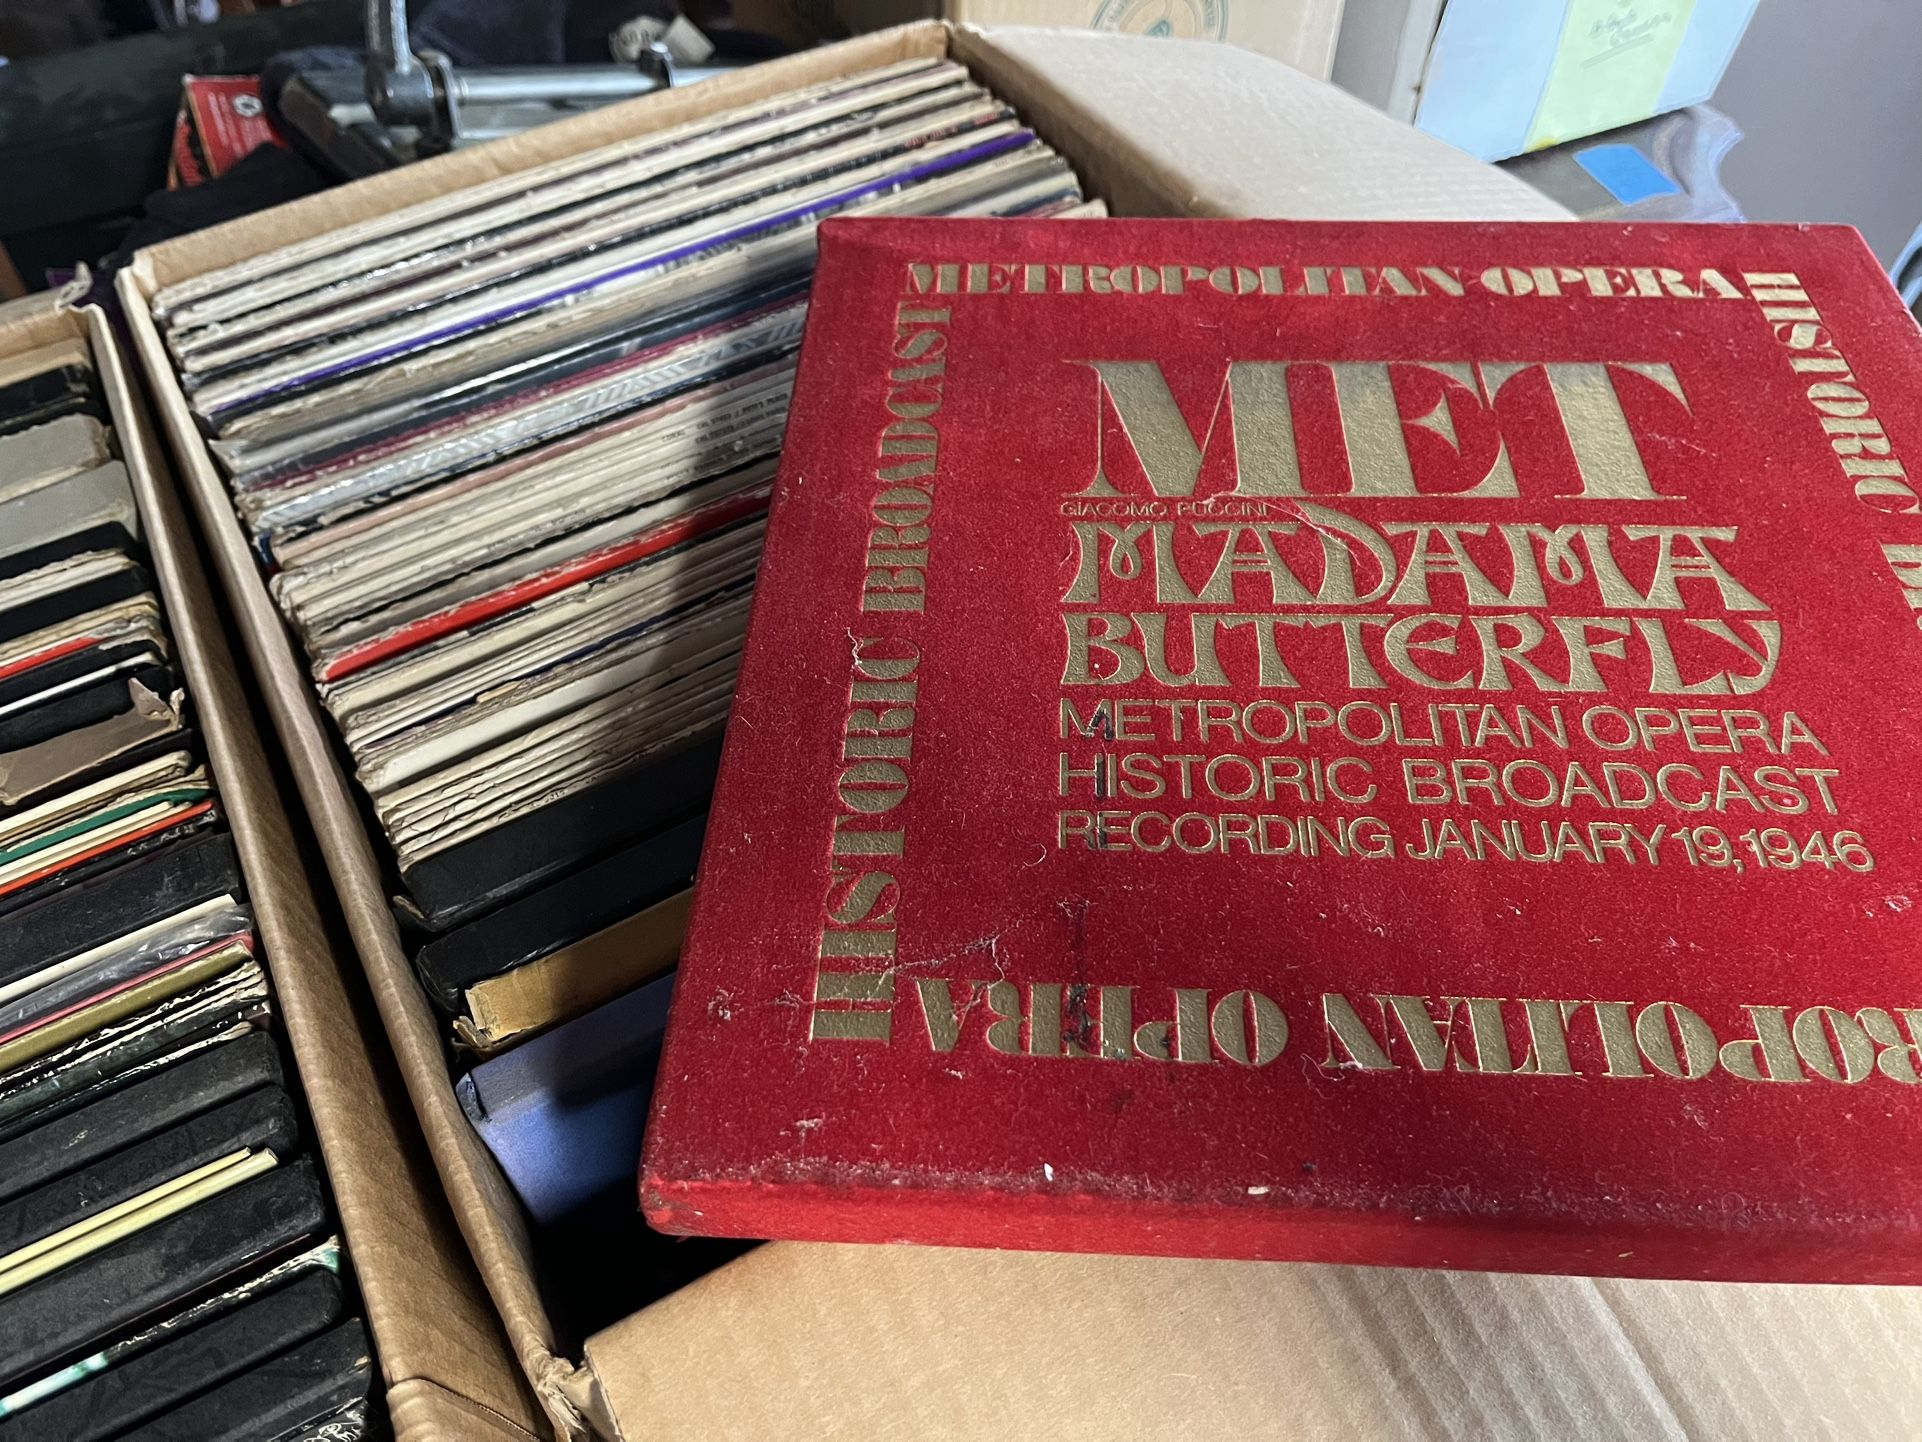 METROPOLITAN OPERA
HISTORIC
HISTORIC BROADCAST
MET
GIACOMO PUCCINI
MADAMA
BUTTERFLY
METROPOLITAN OPERA
HISTORIC BROADCAST
RECORDING JANUARY 19, 1946
ROPOLITAN OPERA